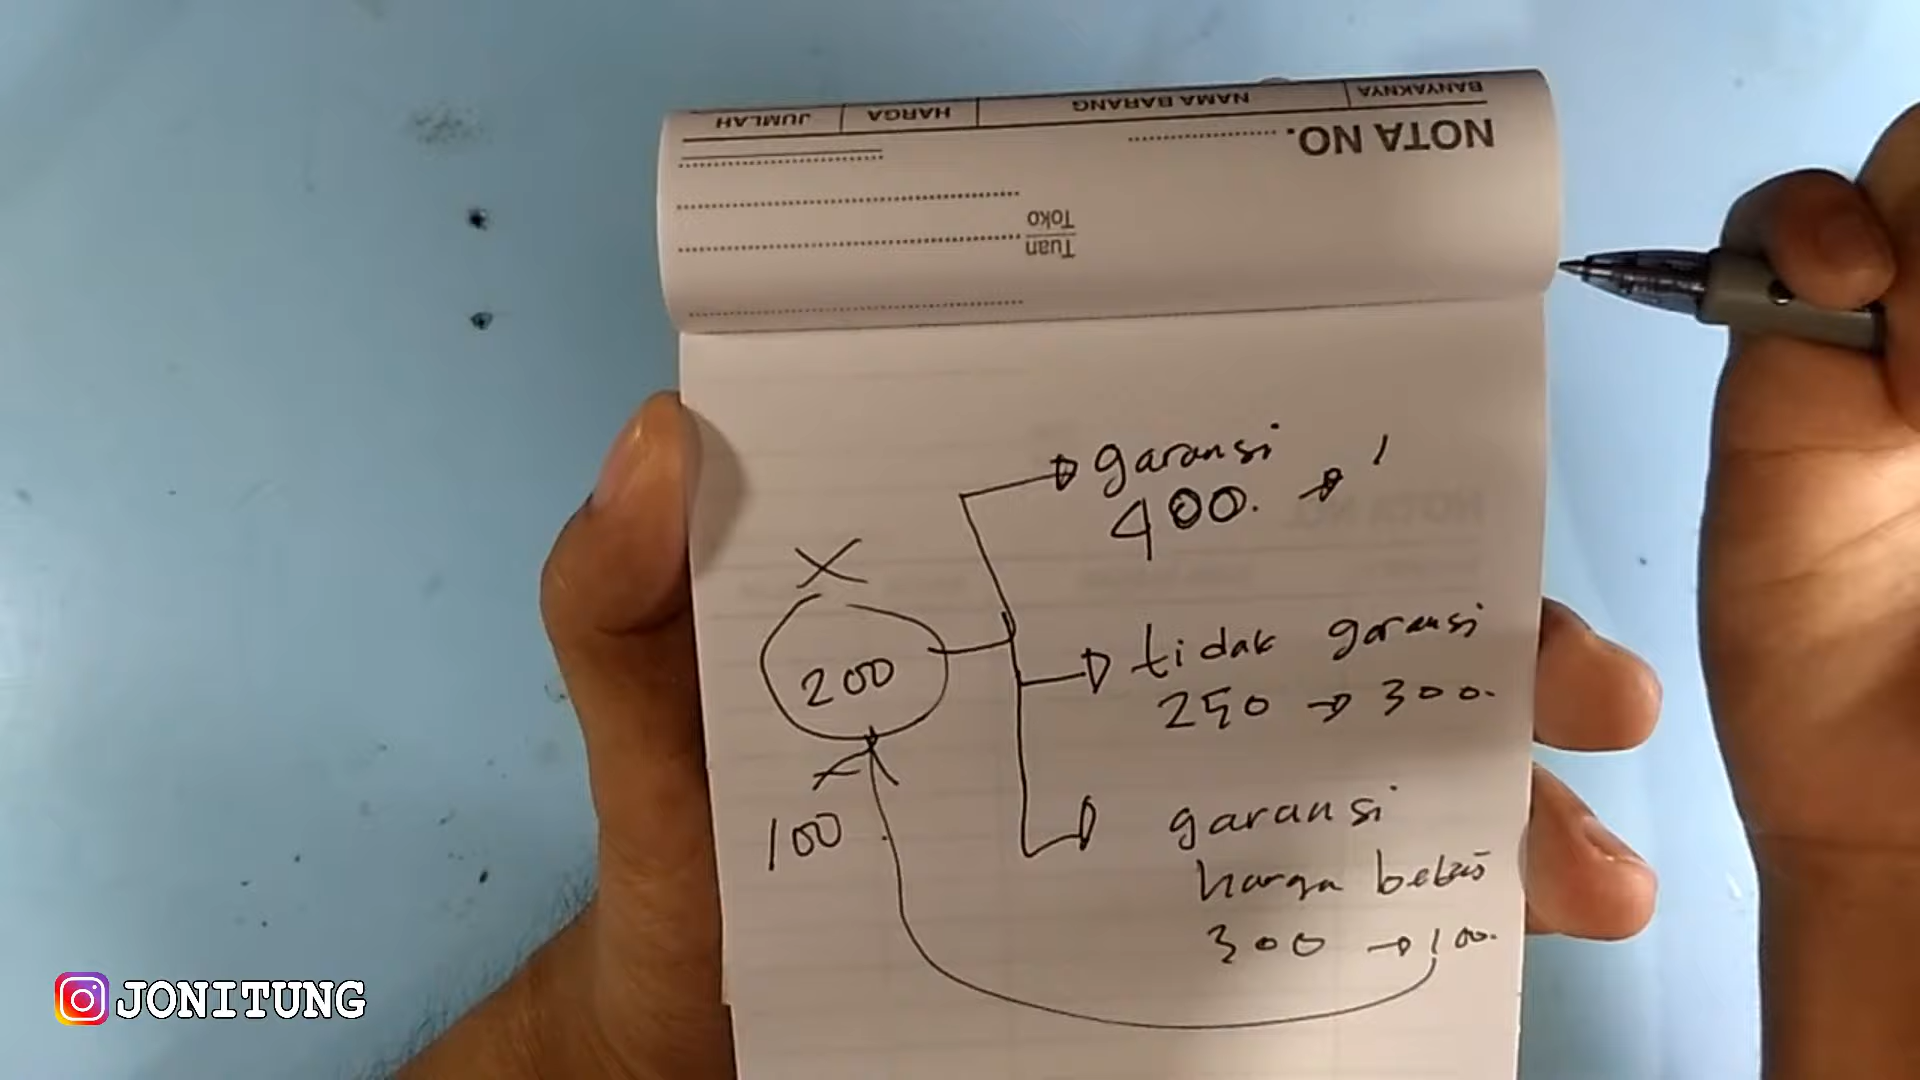 BANYAKNYA
NAMA BARANG
HARGA
JUMLAH
NOTA NO.
Tuan
Toko
garansi
400.
X
200
100
tidak garansi
250 → 300.
garansi
harga bebas
300 → 100.
JONITUNG